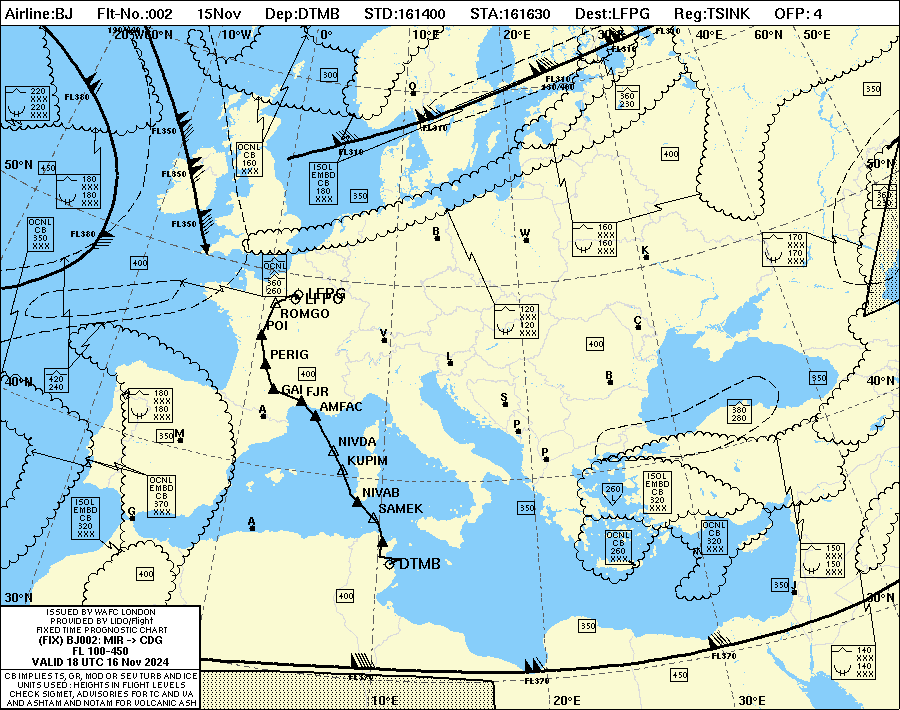 Airline:BJ Flt-No.:002 15Nov Dep:DTMB STD:161400 STA:161630 Dest:LFPG Reg:TSINK OFP: 4
20°W 10°W 0° 10°E 20°E 30°E 40°E 60°N 50°E
FL310
FL320
FL310
130/400
300
350
220
XXX
220
XXX
FL380
O
360
230
FL350
FL310
FL310
400
OCNL
CB
160
XXX
50°N
450
180
XXX
180
XXX
FL350
ISOL
EMBD
CB
180
XXX
350
50°N
360
230
OCNL
CB
350
XXX
FL350
FL380
B
W
160
XXX
160
XXX
K
170
XXX
170
XXX
400
OCNL
360
260
LFPG
LFPO
ROMGO
POI
120
XXX
120
XXX
C
V
400
PERIG
L
420
240
40°N
400
GAI
FJR
B
350
40°N
180
XXX
180
XXX
A
AMFAC
S
380
280
350
M
P
NIVDA
KUPIM
P
OCNL
EMBD
CB
370
XXX
NIVAB
SAMEK
260
L
ISOL
EMBD
CB
320
XXX
ISOL
EMBD
CB
320
XXX
G
A
350
OCNL
CB
260
XXX
OCNL
CB
320
XXX
N
150
XXX
150
XXX
DTMB
400
350
J
30°N
400
30°N
350
ISSUED BY WAFC LONDON
PROVIDED BY LIDO/Flight
FIXED TIME PROGNOSTIC CHART
(FIX) BJ002: MIR -> CDG
FL 100-450
VALID 18 UTC 16 Nov 2024
CB IMPLIES TS, GR, MOD OR SEV TURB AND ICE
UNITS USED : HEIGHTS IN FLIGHT LEVELS
CHECK SIGMET, ADVISORIES FOR TC AND VA
AND ASHTAM AND NOTAM FOR VOLCANIC ASH
FL370
FL370
FL370
450
140
XXX
140
XXX
10°E 20°E 30°E